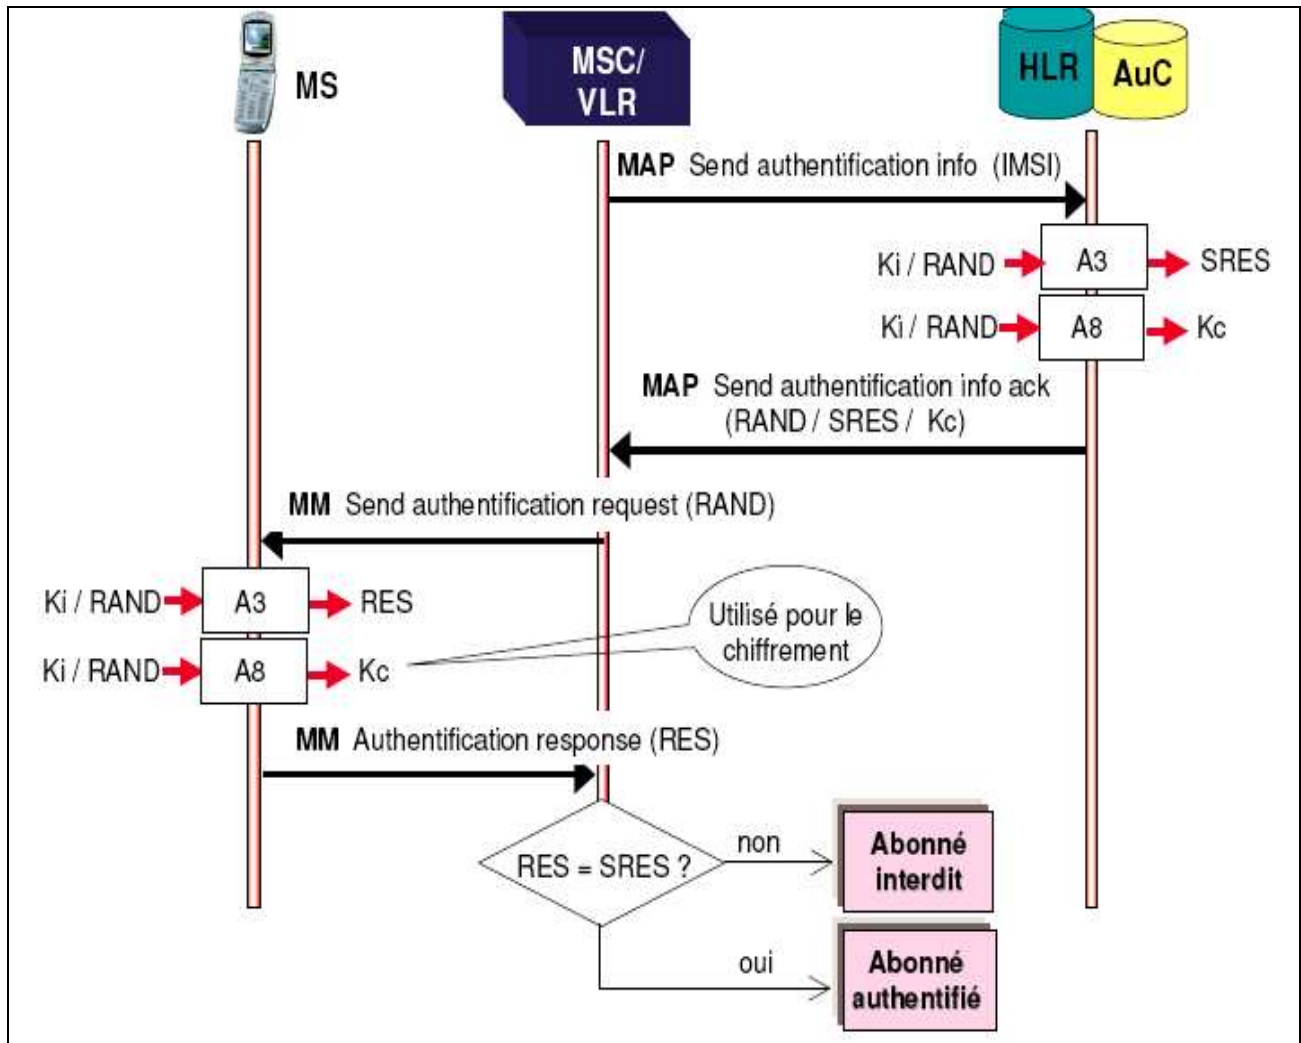 MS
MSC/
VLR
HLR
AuC
MAP Send authentification info (IMSI)
Ki / RAND
A3
SRES
Ki / RAND
A8
Kc
MAP Send authentification info ack
(RAND / SRES / Kc)
MM Send authentification request (RAND)
Ki / RAND
A3
RES
Utilisé pour le
chiffrement
Ki / RAND
A8
Kc
MM Authentification response (RES)
RES = SRES ?
non
Abonné
interdit
oui
Abonné
authentifié